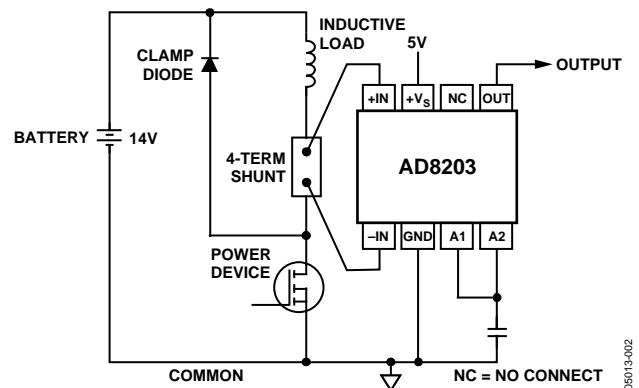 INDUCTIVE
LOAD
5V
CLAMP
DIODE
OUTPUT
+IN +VS NC OUT
BATTERY 14V
4-TERM
SHUNT
AD8203
–IN GND A1 A2
POWER
DEVICE
COMMON
NC = NO CONNECT
05013-002